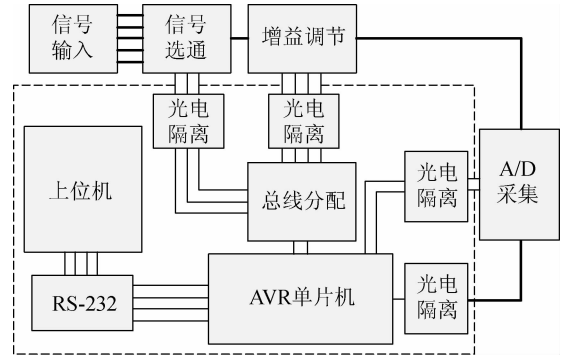 信号
输入
信号
选通
增益调节
光电
隔离
光电
隔离
上位机
总线分配
光电
隔离
A/D
采集
RS-232
AVR单片机
光电
隔离